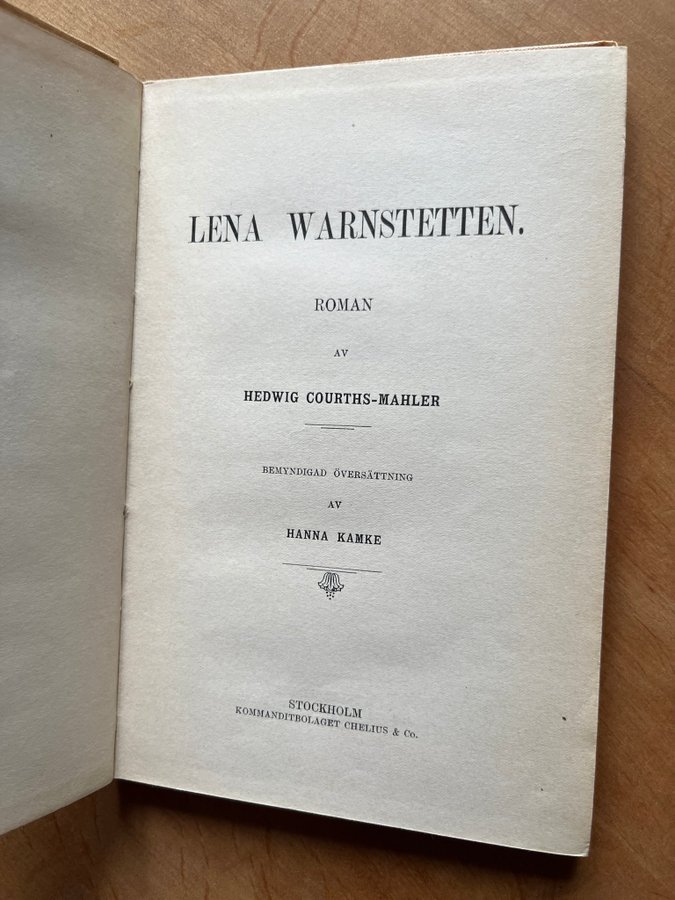 LENA WARNSTETTEN.
ROMAN
AV
HEDWIG COURTHS-MAHLER
BEMYNDIGAD ÖVERSÄTTNING
AV
HANNA KAMKE
STOCKHOLM
KOMMANDITBOLAGET CHELIUS & Co.